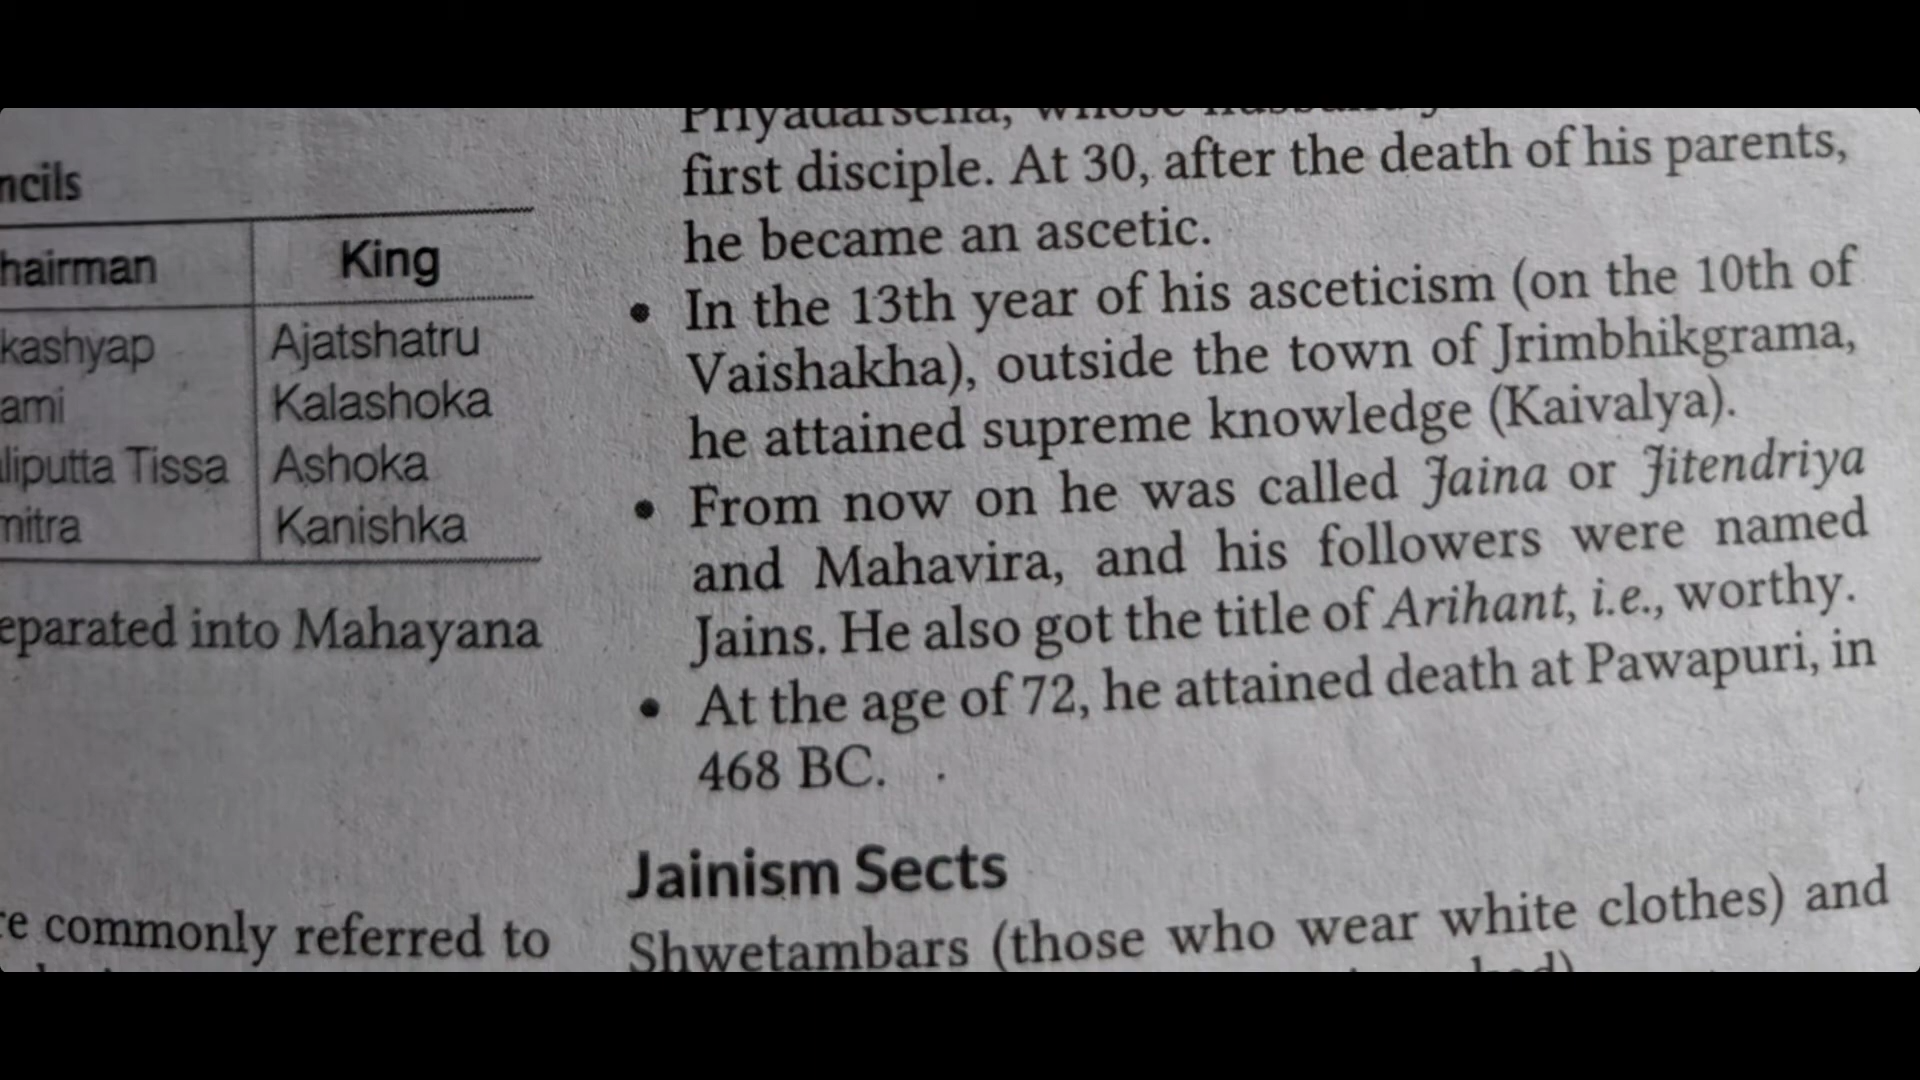 ncils
hairman King
kashyap Ajatshatru
ami Kalashoka
liputta Tissa Ashoka
mitra Kanishka
eparated into Mahayana
e commonly referred to
Priyadarsena, whose husband
first disciple. At 30, after the death of his parents,
he became an ascetic.
• In the 13th year of his asceticism (on the 10th of
Vaishakha), outside the town of Jrimbhikgrama,
he attained supreme knowledge (Kaivalya).
• From now on he was called Jaina or Jitendriya
and Mahavira, and his followers were named
Jains. He also got the title of Arihant, i.e., worthy.
• At the age of 72, he attained death at Pawapuri, in
468 BC.
Jainism Sects
Shwetambars (those who wear white clothes) and